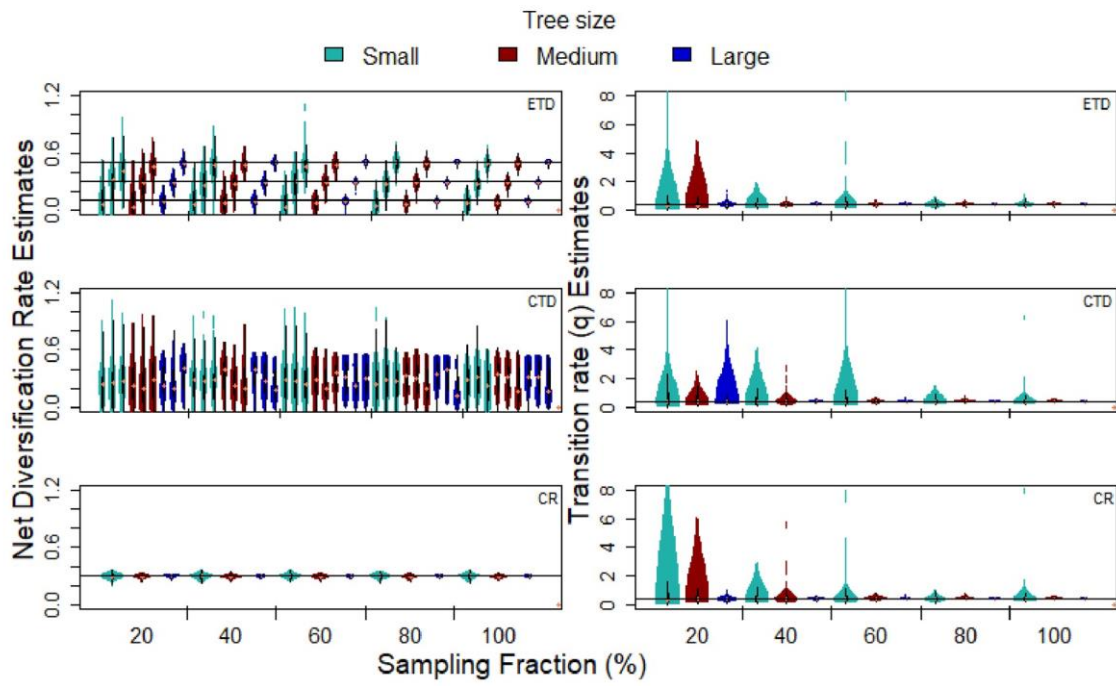 Tree size
Small Medium Large
Net Diversification Rate Estimates
1.2
0.6
0.0
ETD
1.2
0.6
0.0
CTD
1.2
0.6
0.0
CR
20 40 60 80 100
Transition rate (q) Estimates
8
6
4
2
0
ETD
8
6
4
2
0
CTD
8
6
4
2
0
CR
20 40 60 80 100
Sampling Fraction (%)